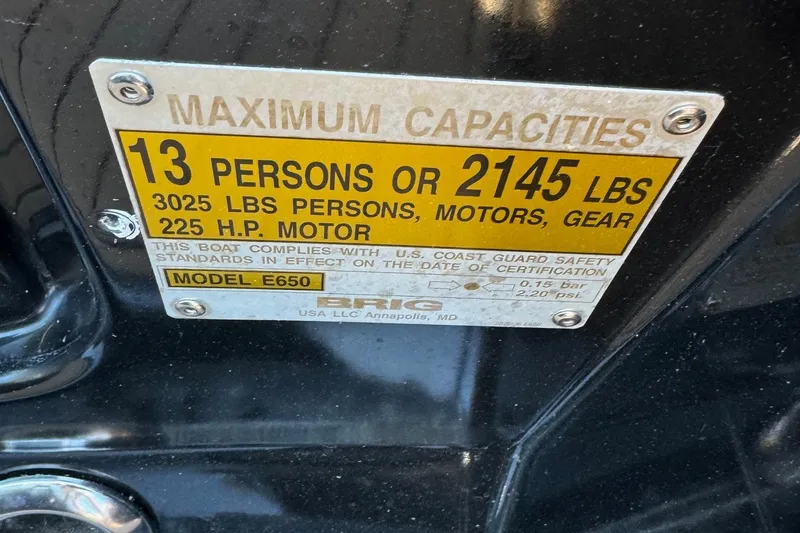 MAXIMUM CAPACITIES
13 PERSONS OR 2145 LBS
3025 LBS PERSONS, MOTORS, GEAR
225 H.P. MOTOR
THIS BOAT COMPLIES WITH U.S. COAST GUARD SAFETY
STANDARDS IN EFFECT ON THE DATE OF CERTIFICATION
MODEL E650
0.15 bar
2.20 psi
BRIG
USA LLC Annapolis, MD